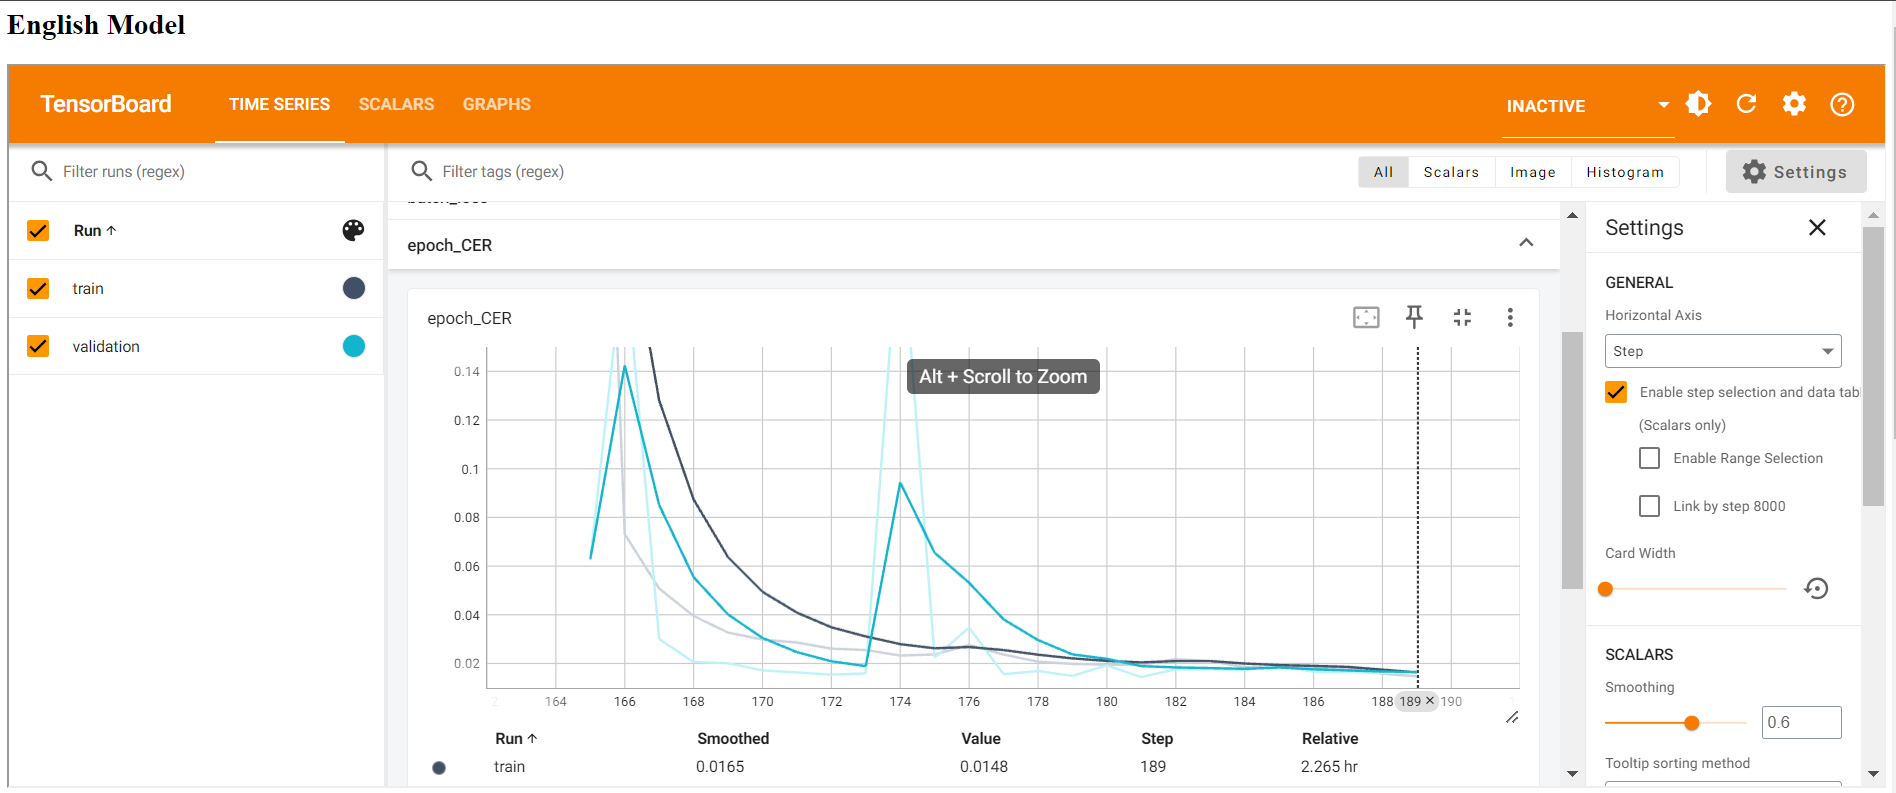 English Model
TensorBoard TIME SERIES SCALARS GRAPHS INACTIVE
Filter runs (regex)
Filter tags (regex)
All Scalars Image Histogram
Settings
Run ↑
train
validation
epoch_CER
epoch_CER
Alt + Scroll to Zoom
0.14
0.12
0.1
0.08
0.06
0.04
0.02
164 166 168 170 172 174 176 178 180 182 184 186 188 189 × 190
Run ↑ Smoothed Value Step Relative
train 0.0165 0.0148 189 2.265 hr
Settings
GENERAL
Horizontal Axis
Step
Enable step selection and data tab
(Scalars only)
Enable Range Selection
Link by step 8000
Card Width
SCALARS
Smoothing
0.6
Tooltip sorting method